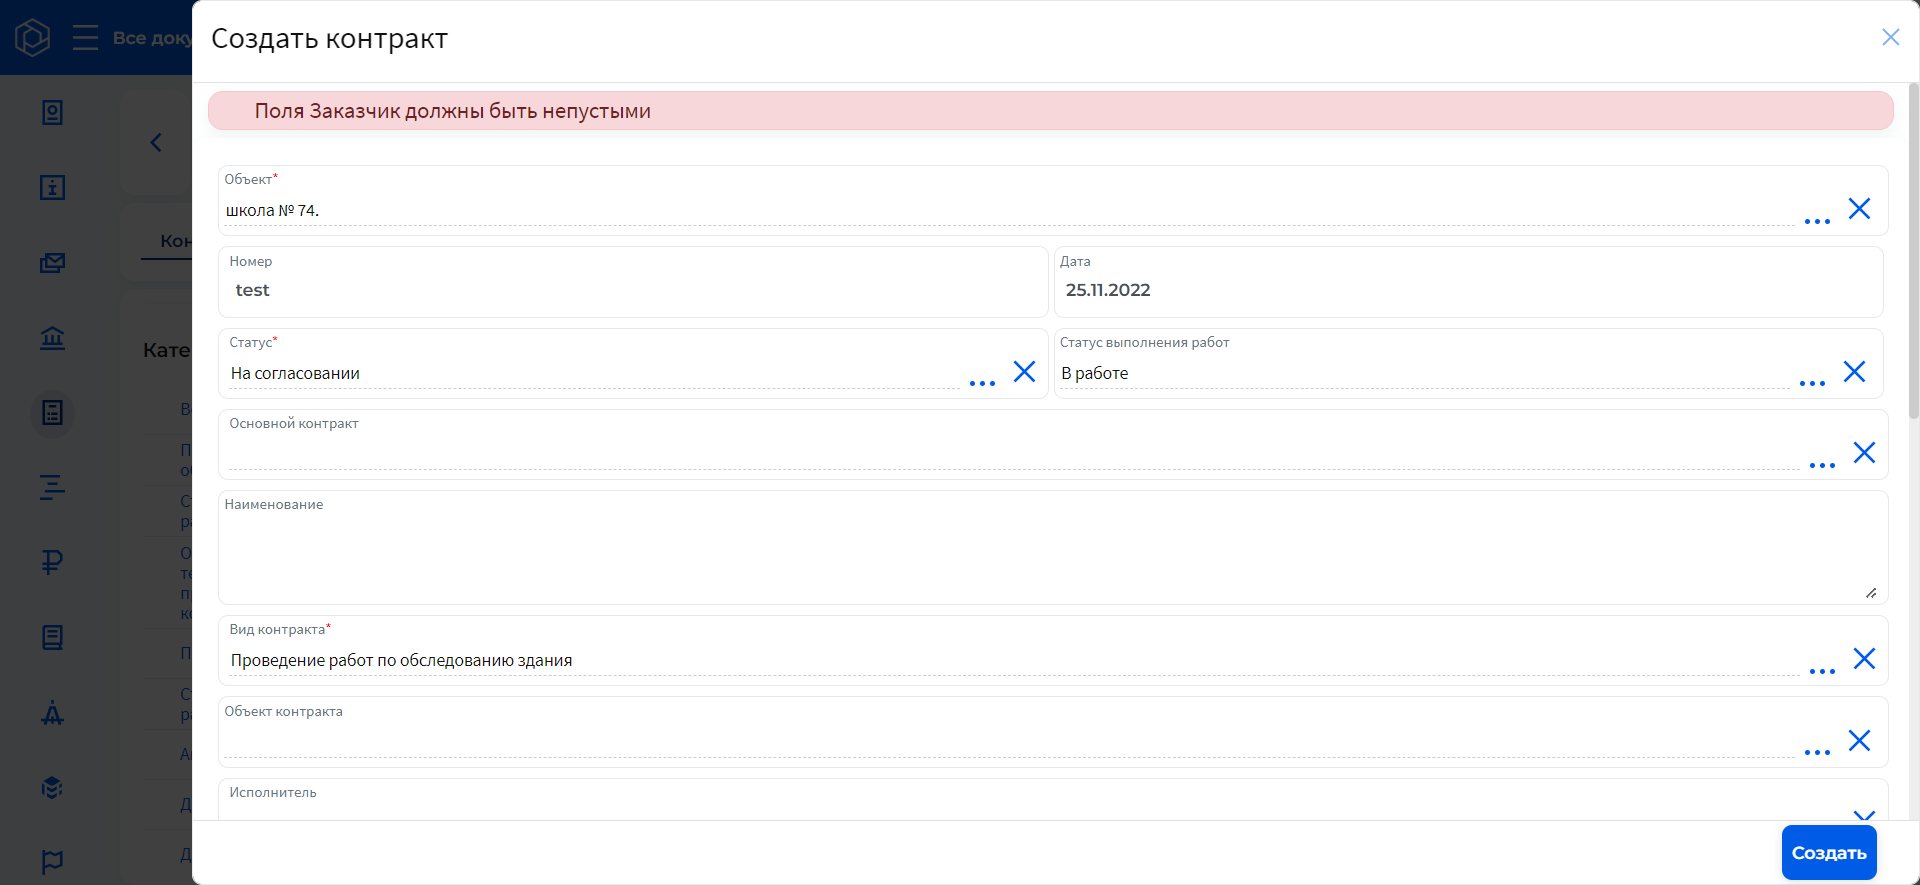 Все доку
Создать контракт
Поля Заказчик должны быть непустыми
Объект*
школа № 74.
Номер
test
Дата
25.11.2022
Кон
Статус*
На согласовании
Статус выполнения работ
В работе
Кате
Основной контракт
Наименование
Вид контракта*
Проведение работ по обследованию здания
Объект контракта
Исполнитель
Создать